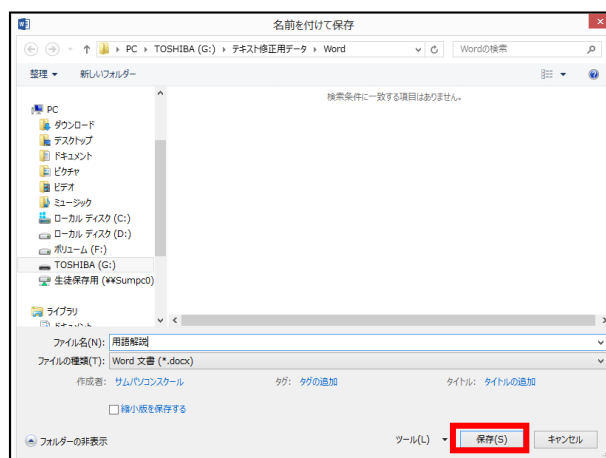 名前を付けて保存
PC ▸ TOSHIBA (G:) ▸ テキスト修正用データ ▸ Word
Wordの検索
整理 新しいフォルダー
検索条件に一致する項目はありません。
PC
ダウンロード
デスクトップ
ドキュメント
ピクチャ
ビデオ
ミュージック
ローカル ディスク (C:)
ローカル ディスク (D:)
ボリューム (F:)
TOSHIBA (G:)
生徒保存用 (¥¥Sumpc0)
ライブラリ
ファイル名(N): 用語解説
ファイルの種類(T): Word 文書 (*.docx)
作成者: サムパソコンスクール タグ: タグの追加 タイトル: タイトルの追加
縮小版を保存する
フォルダーの非表示 ツール(L) 保存(S) キャンセル